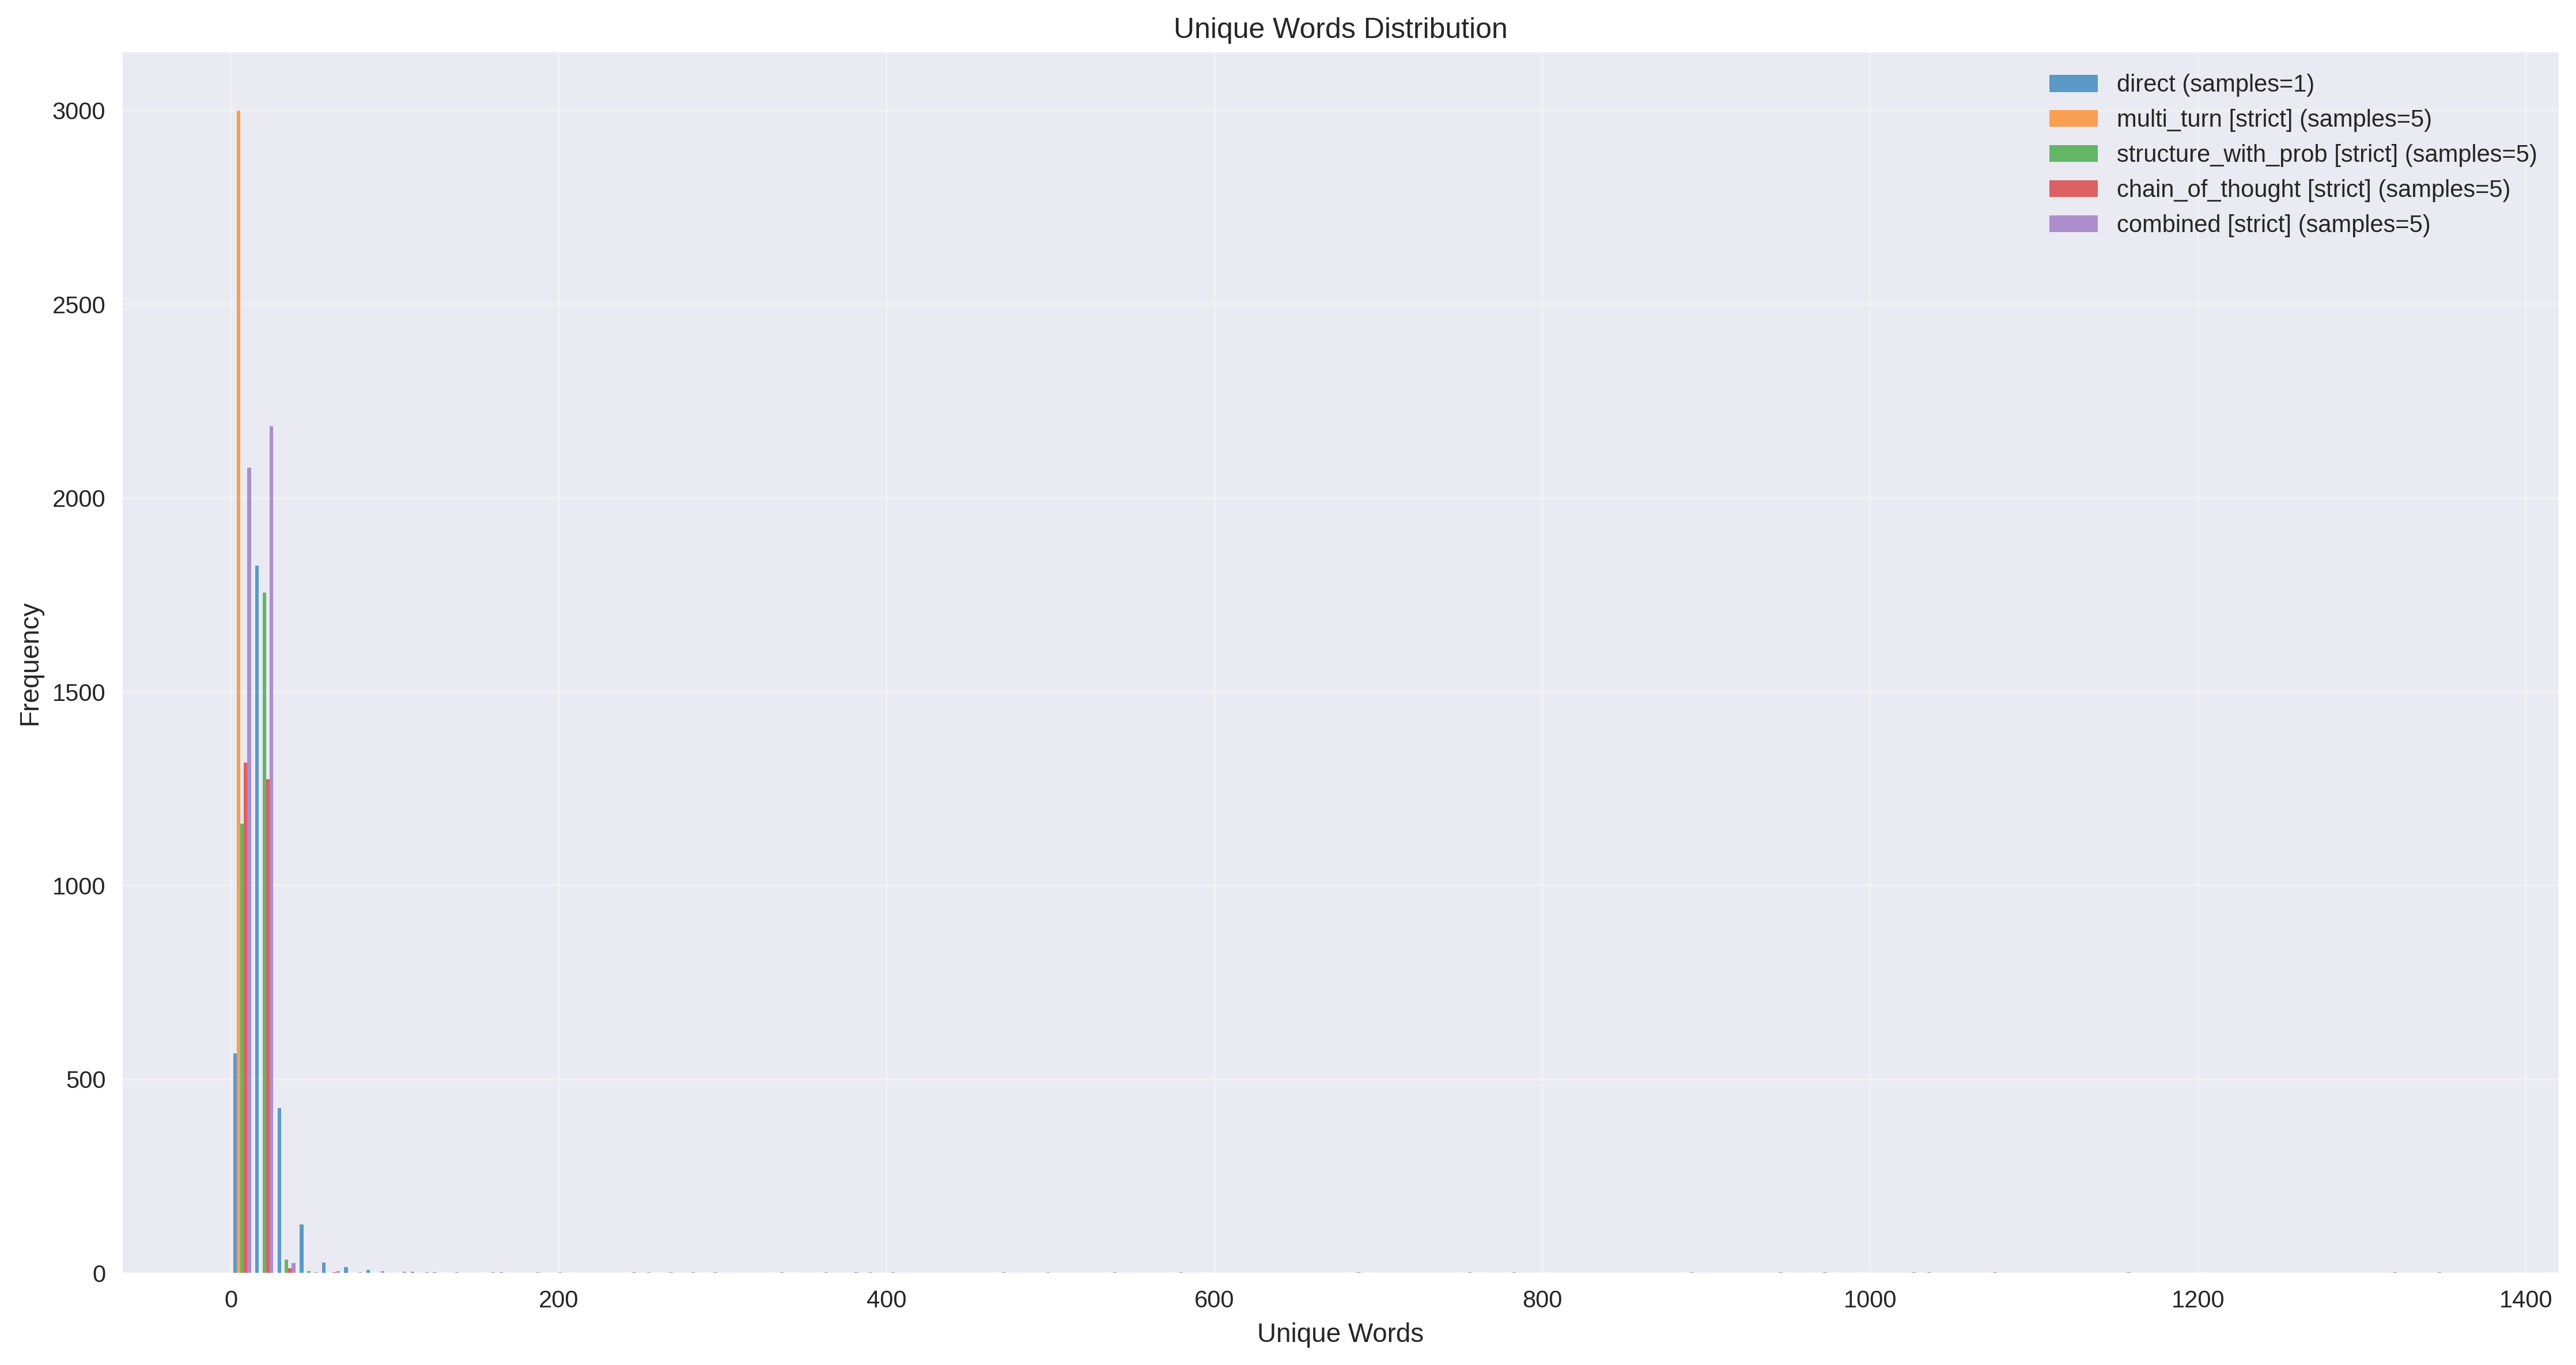 Unique Words Distribution
direct (samples=1)
multi_turn [strict] (samples=5)
structure_with_prob [strict] (samples=5)
chain_of_thought [strict] (samples=5)
combined [strict] (samples=5)
Frequency
3000
2500
2000
1500
1000
500
0
0 200 400 600 800 1000 1200 1400
Unique Words